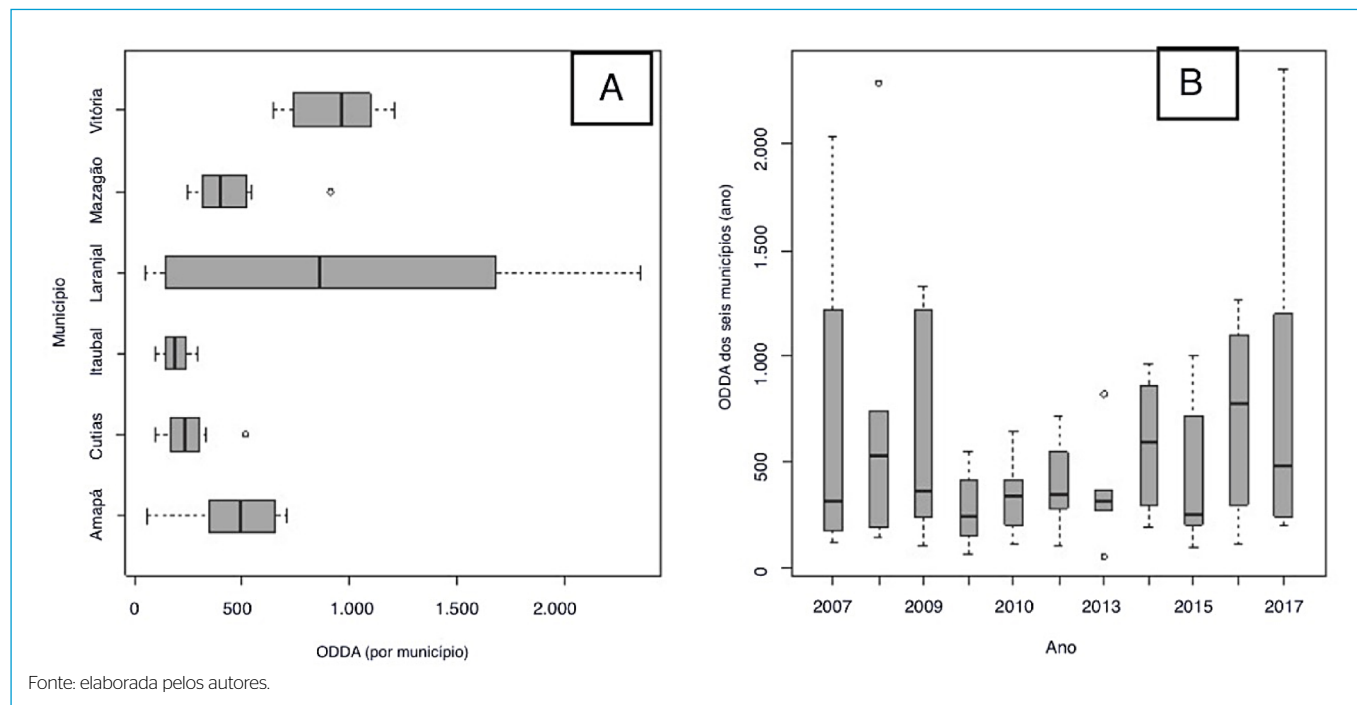 A
Município
Vitória
Mazagão
Laranjal
Itaubal
Cutias
Amapá
0 500 1.000 1.500 2.000
ODDA (por município)
B
ODDA dos seis municípios (ano)
2.000
1.500
1.000
500
0
2007 2009 2010 2013 2015 2017
Ano
Fonte: elaborada pelos autores.